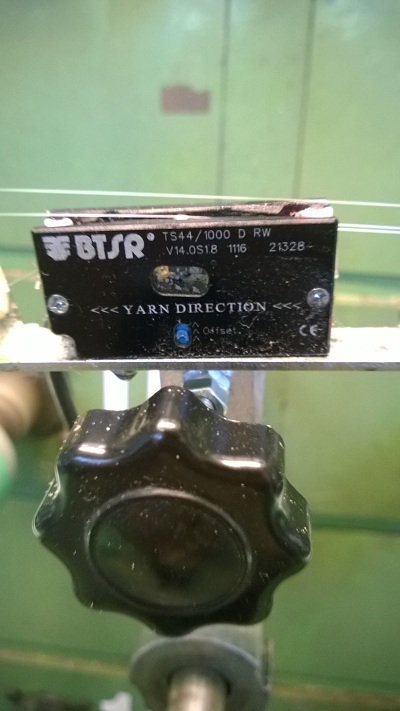 BTSR® TS44/1000 D RW
V14.0S1.8 1116 21328
<<< YARN DIRECTION <<<
Offset
CE